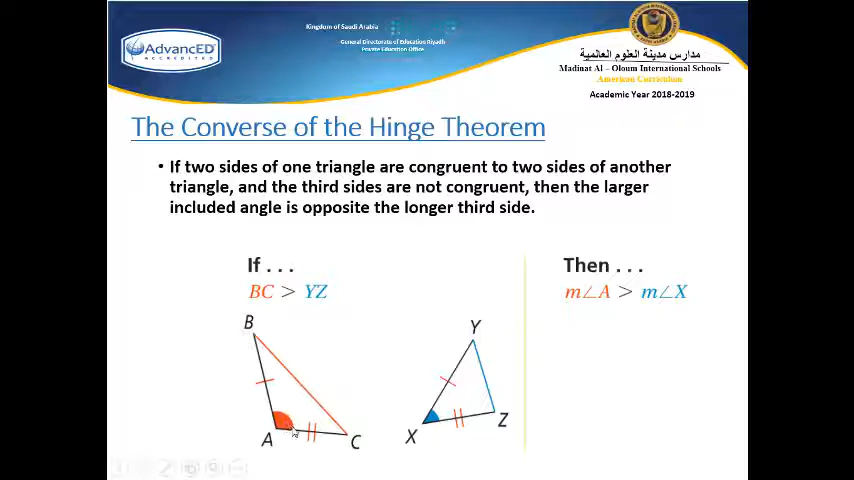 Kingdom of Saudi Arabia
General Directorate of Education Riyadh
Private Education Office
AdvancED
ACCREDITED
مدارس مدينة العلوم العالمية
Madinat Al – Oloum International Schools
American Curriculum
Academic Year 2018-2019
The Converse of the Hinge Theorem
• If two sides of one triangle are congruent to two sides of another
triangle, and the third sides are not congruent, then the larger
included angle is opposite the longer third side.
If . . .
BC > YZ
Then . . .
m∠A > m∠X
B
A
C
Y
X
Z